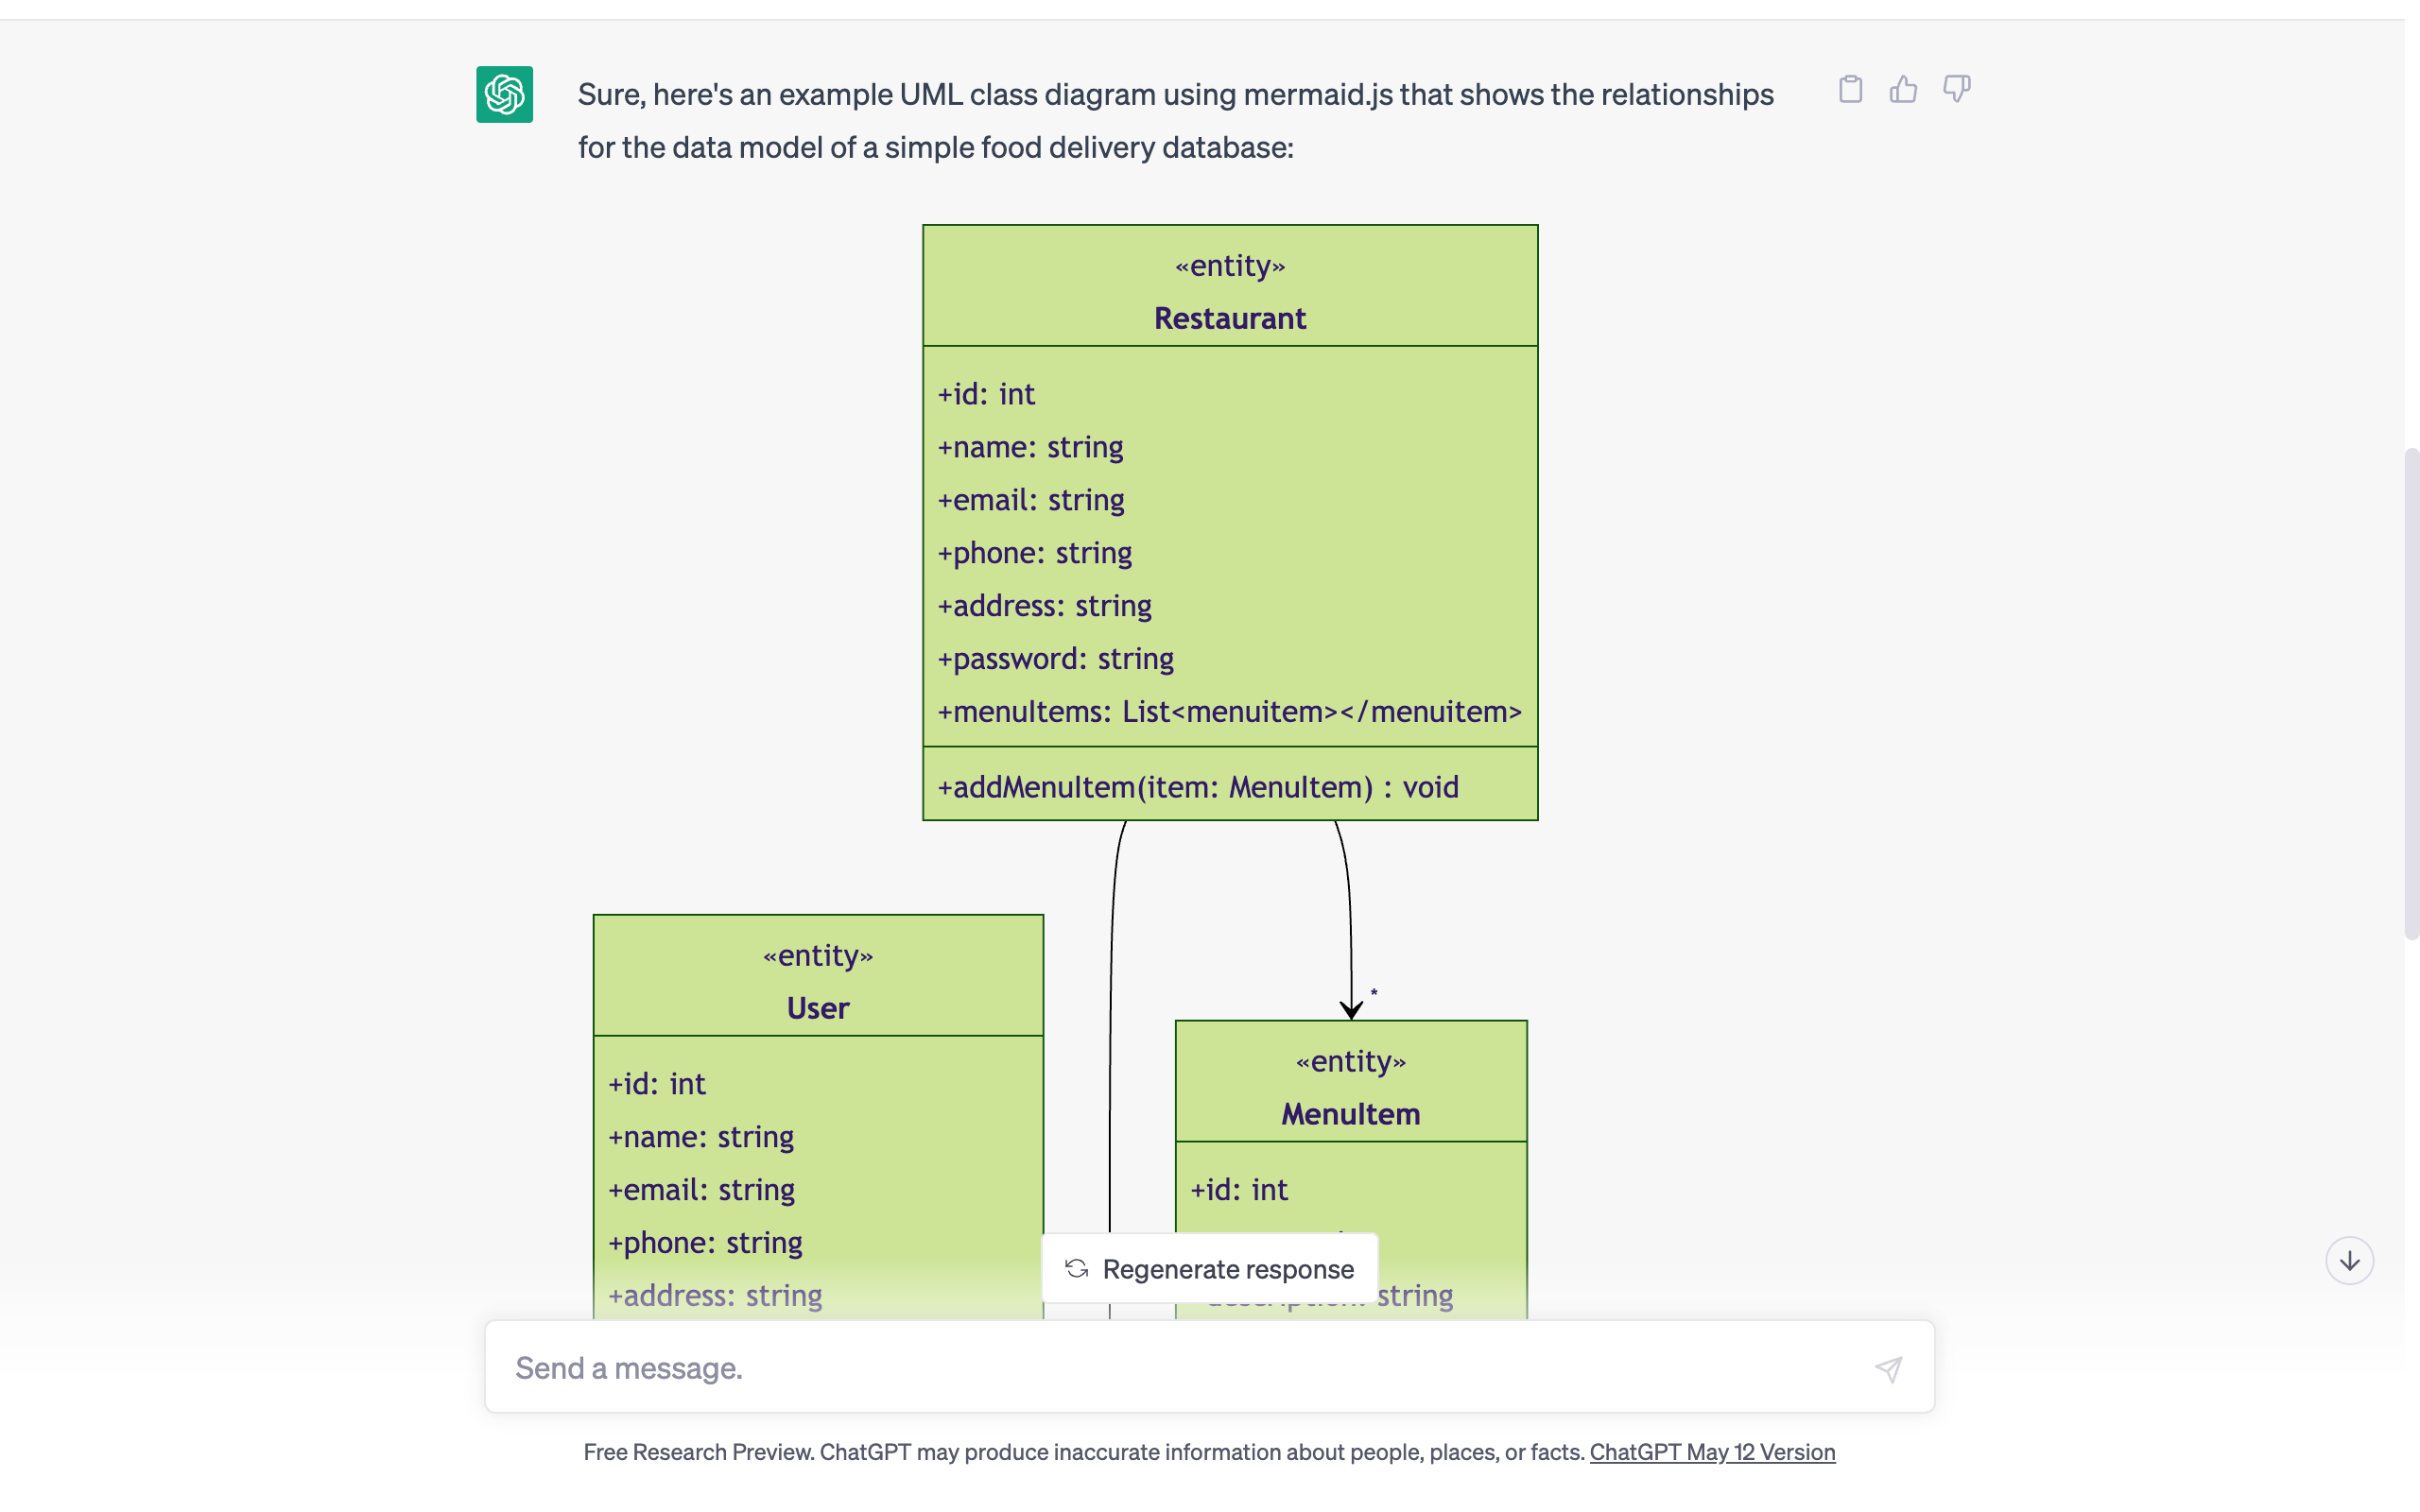 Sure, here's an example UML class diagram using mermaid.js that shows the relationships
for the data model of a simple food delivery database:
«entity»
Restaurant
+id: int
+name: string
+email: string
+phone: string
+address: string
+password: string
+menuItems: List<menuitem></menuitem>
+addMenuItem(item: MenuItem) : void
«entity»
User
+id: int
+name: string
+email: string
+phone: string
+address: string
*
«entity»
MenuItem
+id: int
string
Regenerate response
Send a message.
Free Research Preview. ChatGPT may produce inaccurate information about people, places, or facts. ChatGPT May 12 Version